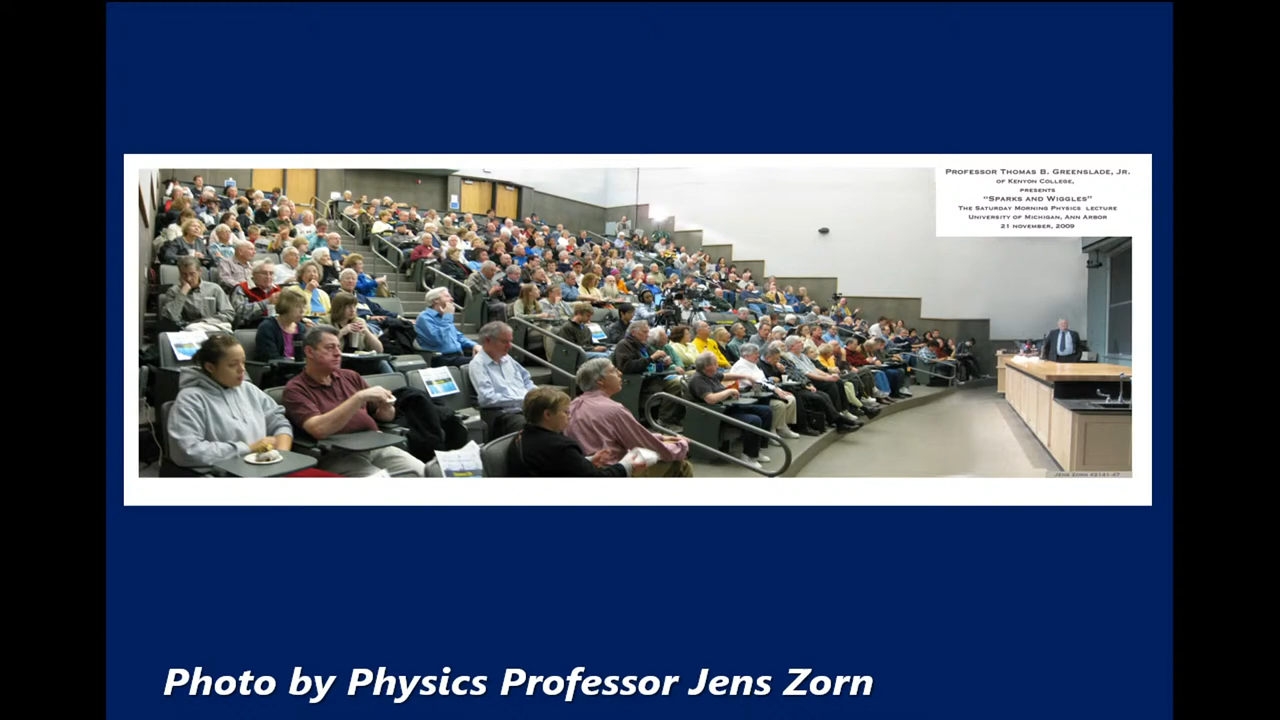 Professor Thomas B. Greenslade, Jr.
of Kenyon College,
presents
"Sparks and Wiggles"
The Saturday Morning Physics Lecture
University of Michigan, Ann Arbor
21 november, 2009
Photo by Physics Professor Jens Zorn